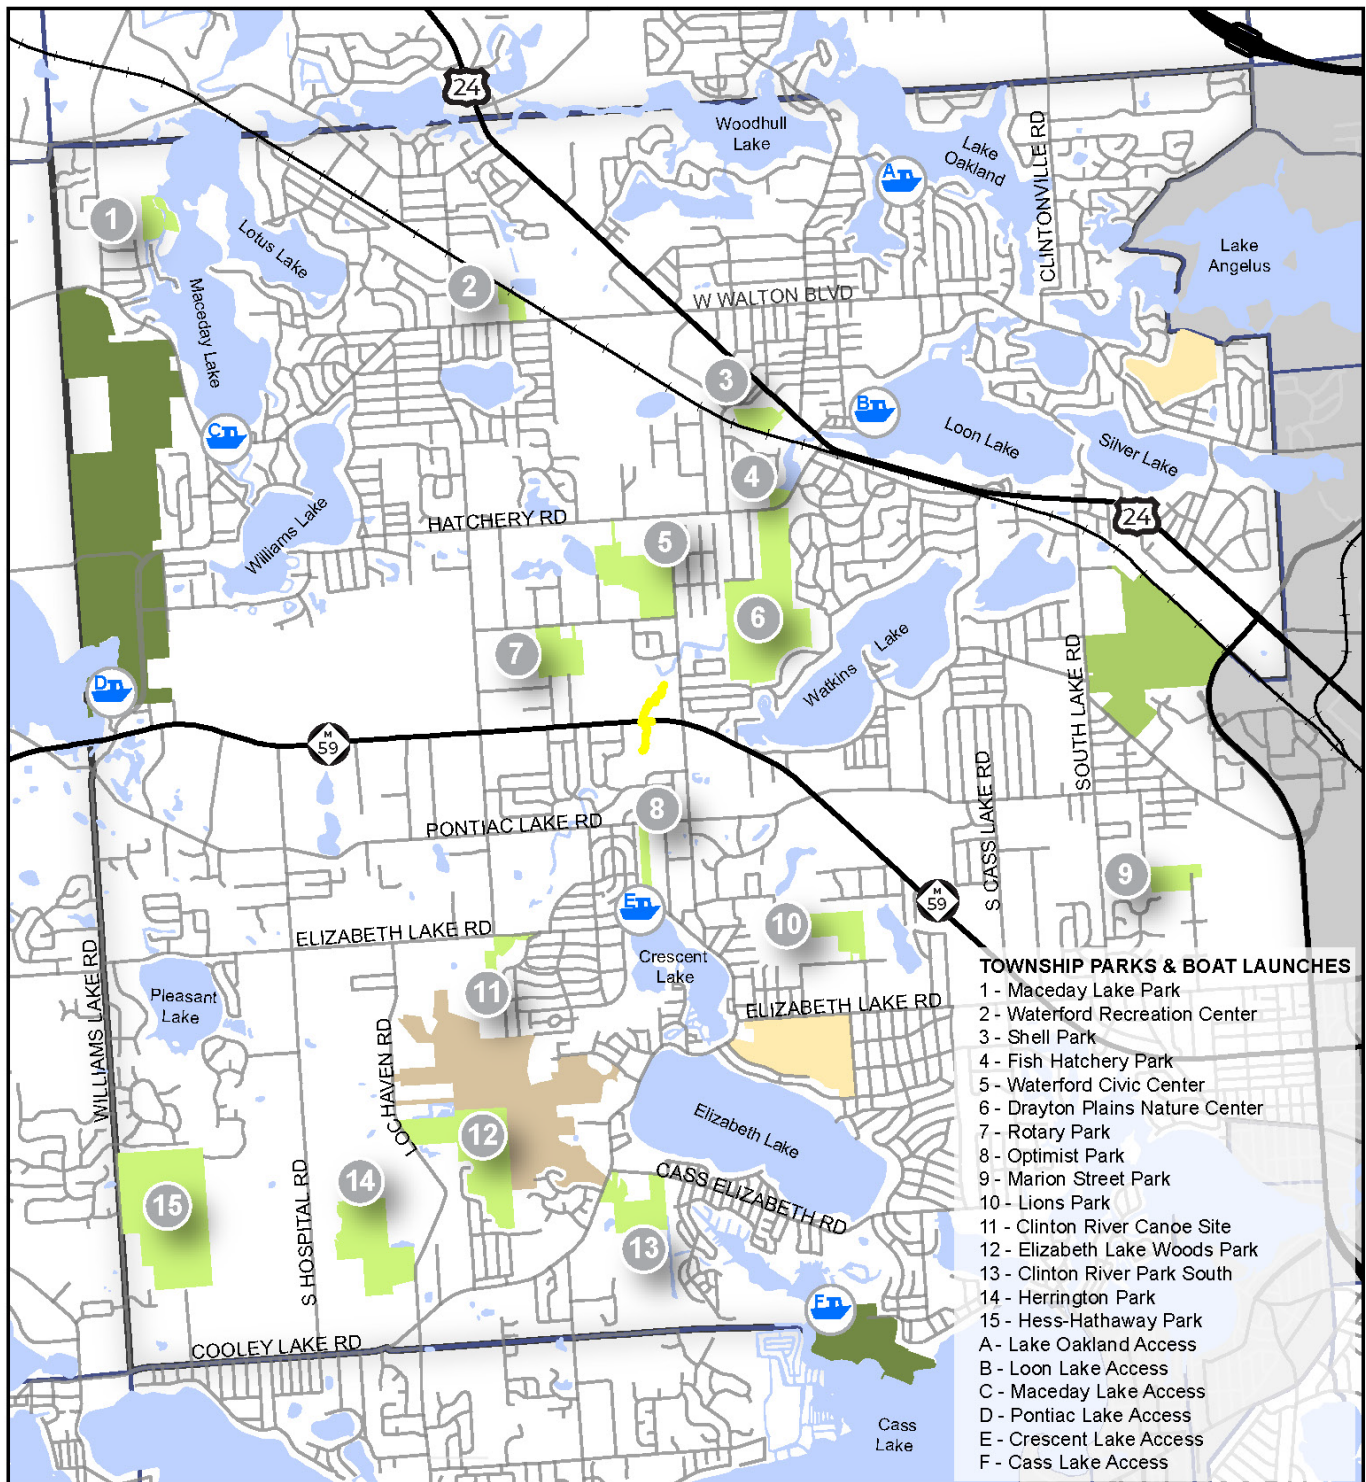 24
Woodhull
Lake
Lake
Oakland
CLINTONVILLE RD
A
1
Lotus Lake
Lake
Angelus
2
Maceday Lake
W WALTON BLVD
3
B
C
Loon Lake
Silver Lake
4
HATCHERY RD
24
Williams Lake
5
6
7
Watkins Lake
SOUTH LAKE RD
D
M
59
8
PONTIAC LAKE RD
S CASS LAKE RD
9
M
59
E
10
ELIZABETH LAKE RD
Crescent
Lake
WILLIAMS LAKE RD
Pleasant
Lake
11
ELIZABETH LAKE RD
LOCHAVEN RD
Elizabeth Lake
12
CASS ELIZABETH RD
14
15
S HOSPITAL RD
13
F
COOLEY LAKE RD
Cass
Lake
TOWNSHIP PARKS & BOAT LAUNCHES
1 - Maceday Lake Park
2 - Waterford Recreation Center
3 - Shell Park
4 - Fish Hatchery Park
5 - Waterford Civic Center
6 - Drayton Plains Nature Center
7 - Rotary Park
8 - Optimist Park
9 - Marion Street Park
10 - Lions Park
11 - Clinton River Canoe Site
12 - Elizabeth Lake Woods Park
13 - Clinton River Park South
14 - Herrington Park
15 - Hess-Hathaway Park
A - Lake Oakland Access
B - Loon Lake Access
C - Maceday Lake Access
D - Pontiac Lake Access
E - Crescent Lake Access
F - Cass Lake Access